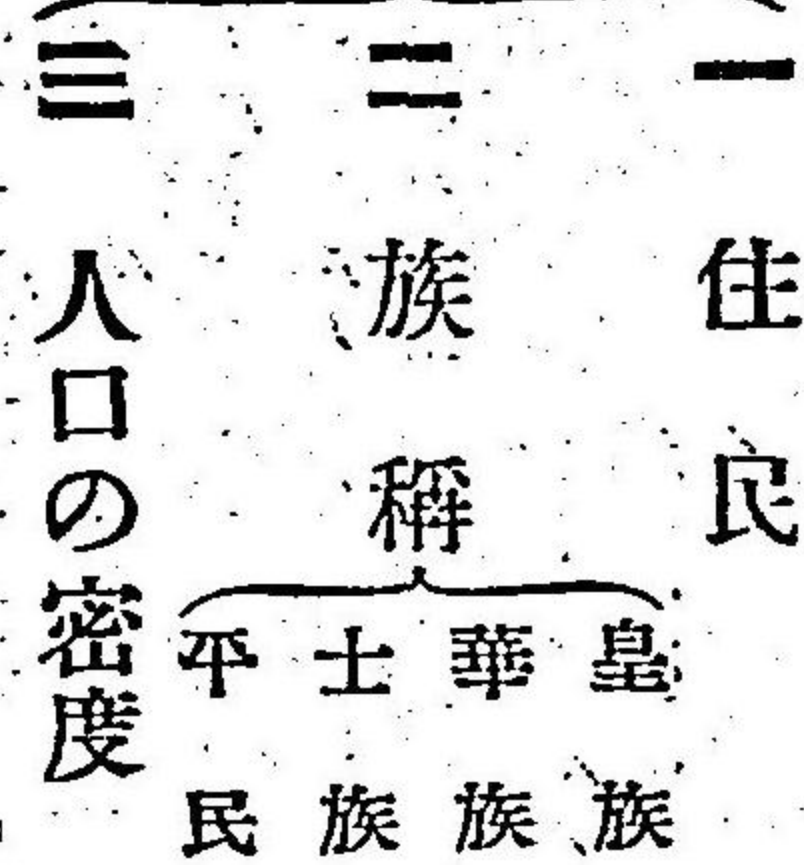 一 住民
二 族稱
皇族
華族
士族
平民
三 人口の密度